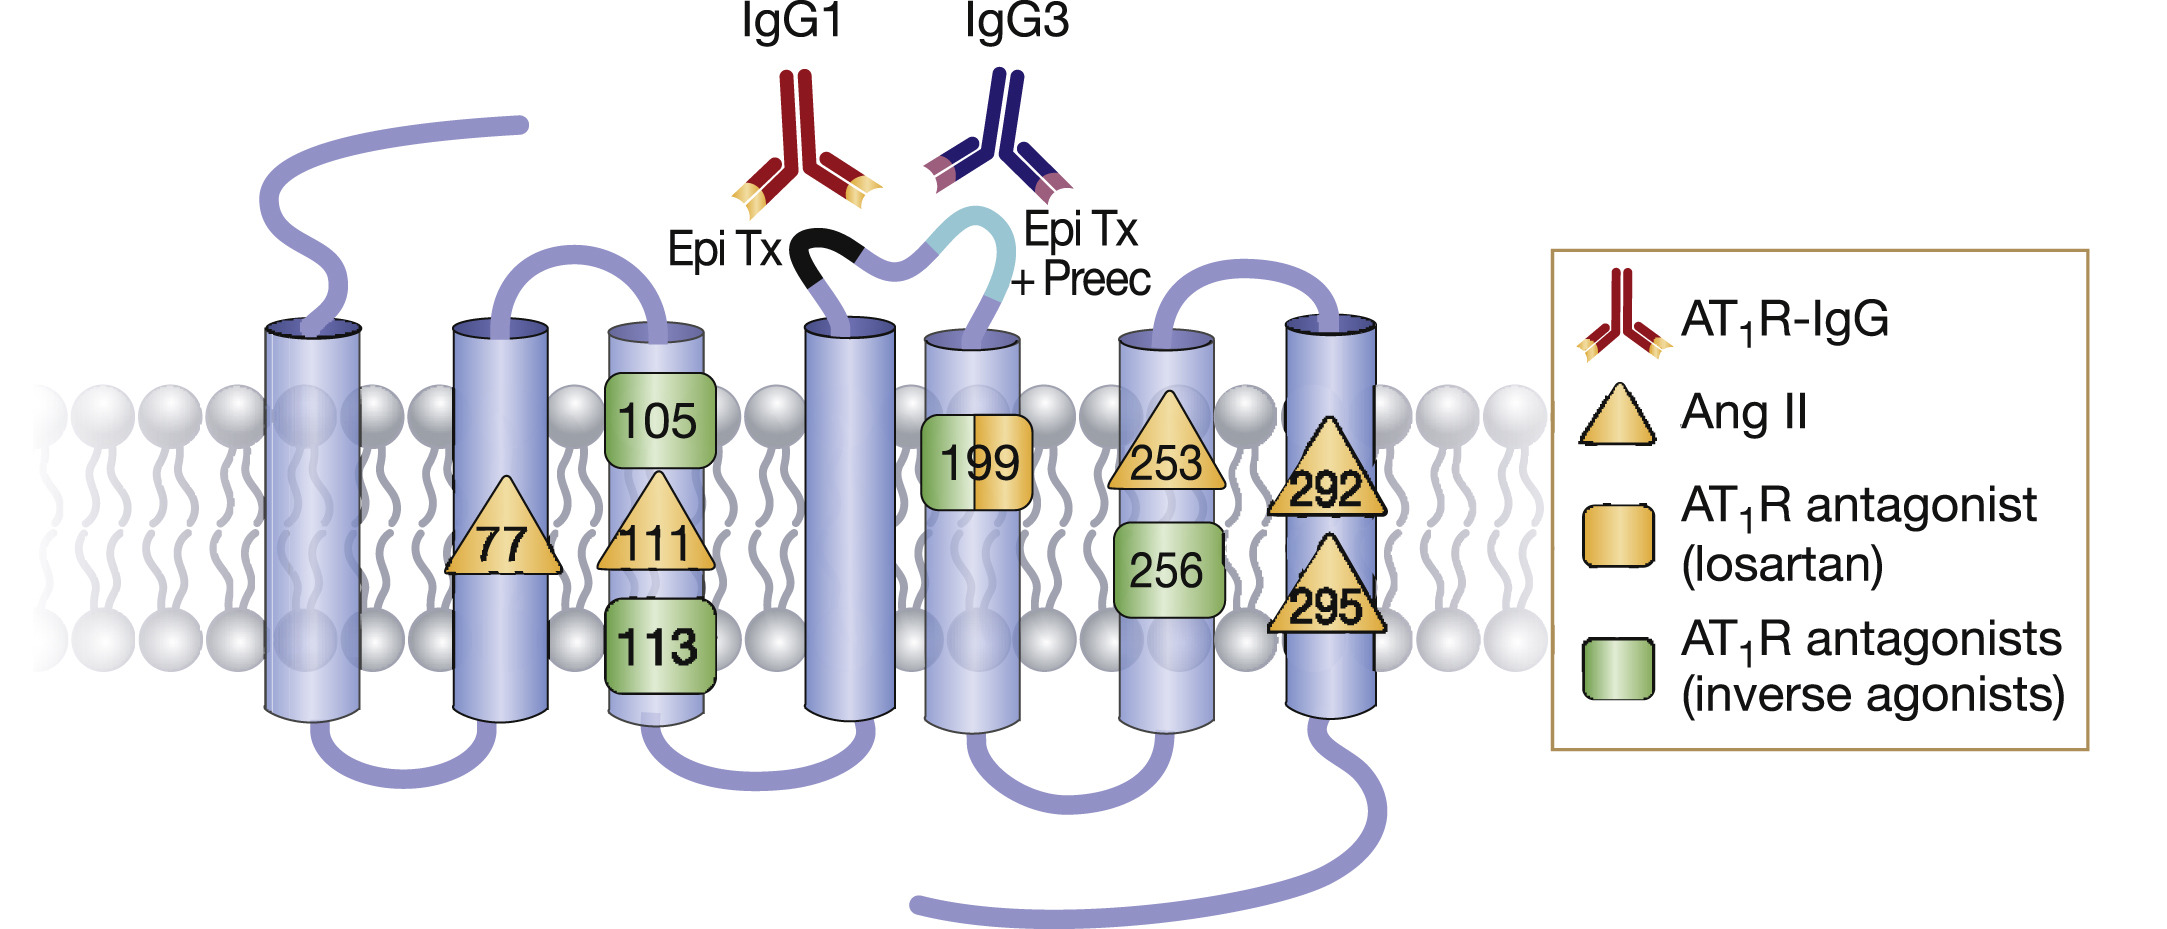 IgG1
IgG3
Epi Tx
Epi Tx
+ Preec
105
77
111
113
199
253
256
292
295
AT₁R-IgG
Ang II
AT₁R antagonist
(losartan)
AT₁R antagonists
(inverse agonists)